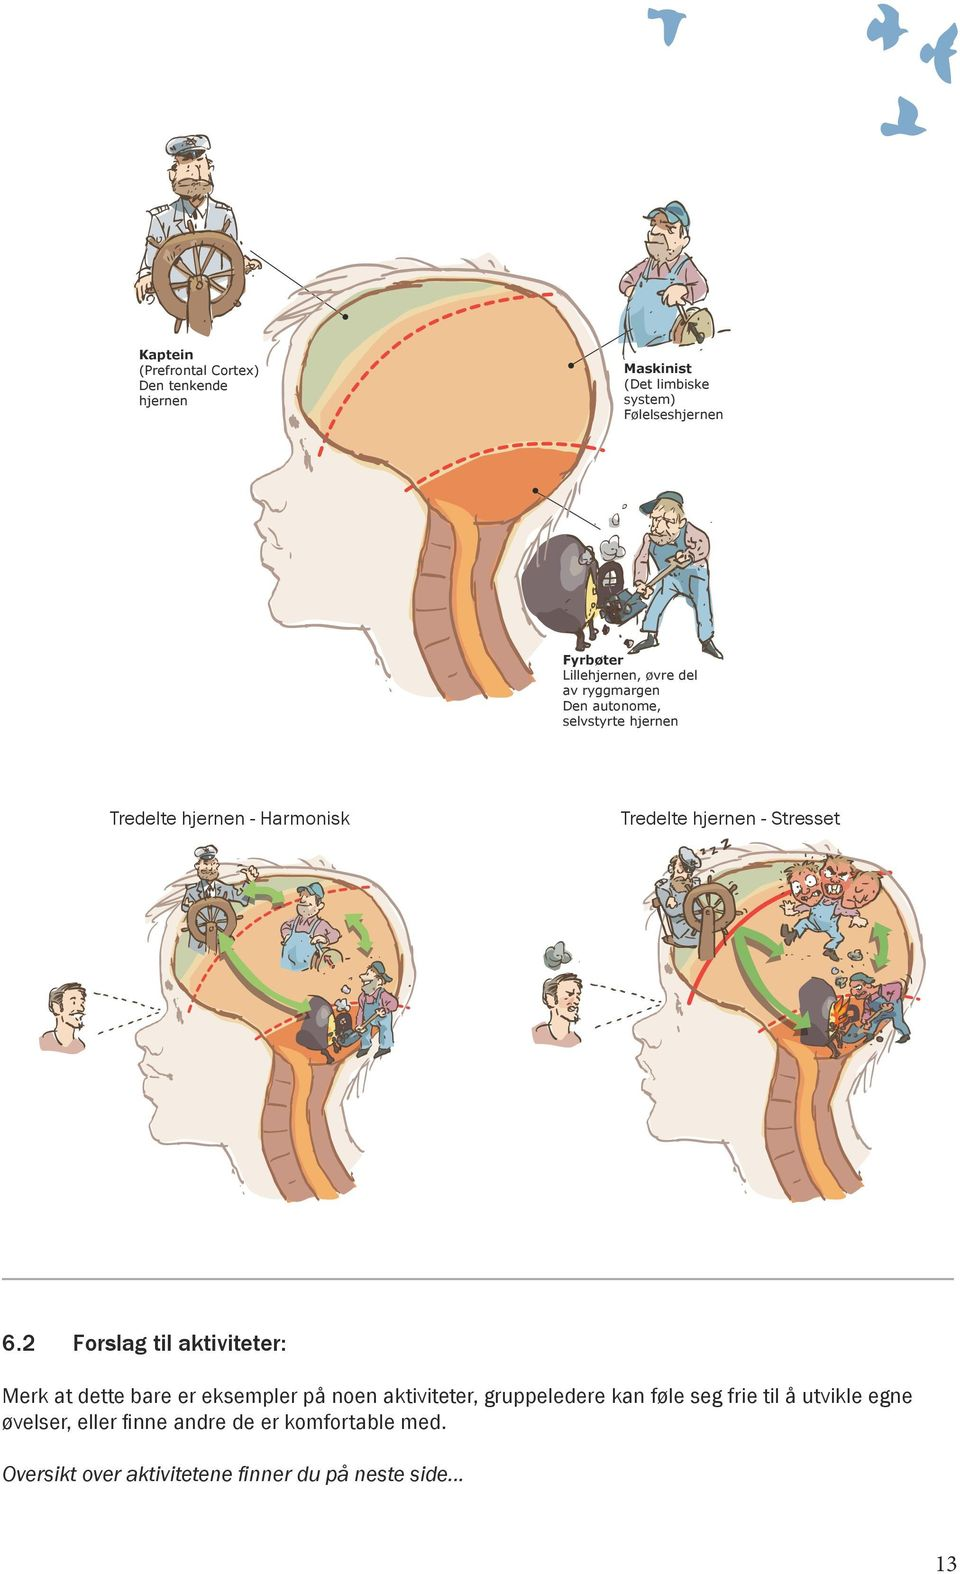 Kaptein
(Prefrontal Cortex)
Den tenkende
hjernen
Maskinist
(Det limbiske
system)
Følelseshjernen
Fyrbøter
Lillehjernen, øvre del
av ryggmargen
Den autonome,
selvstyrte hjernen
Tredelte hjernen - Harmonisk
Tredelte hjernen - Stresset
z z Z
6.2 Forslag til aktiviteter:
Merk at dette bare er eksempler på noen aktiviteter, gruppeledere kan føle seg frie til å utvikle egne
øvelser, eller finne andre de er komfortable med.
Oversikt over aktivitetene finner du på neste side...
13